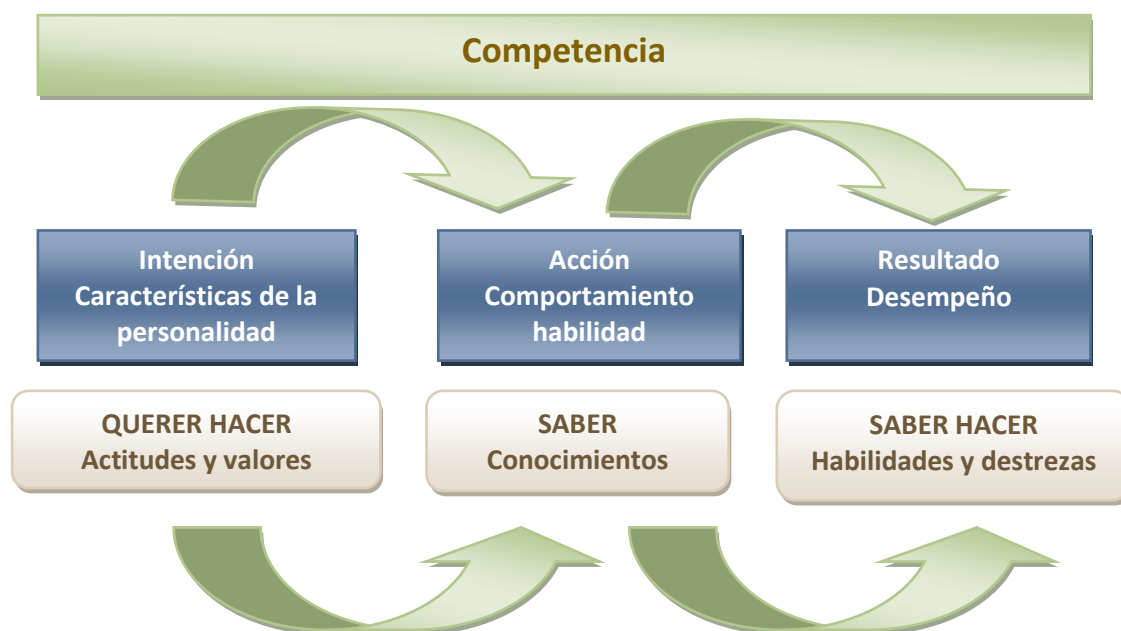 Competencia
Intención
Características de la
personalidad
Acción
Comportamiento
habilidad
Resultado
Desempeño
QUERER HACER
Actitudes y valores
SABER
Conocimientos
SABER HACER
Habilidades y destrezas